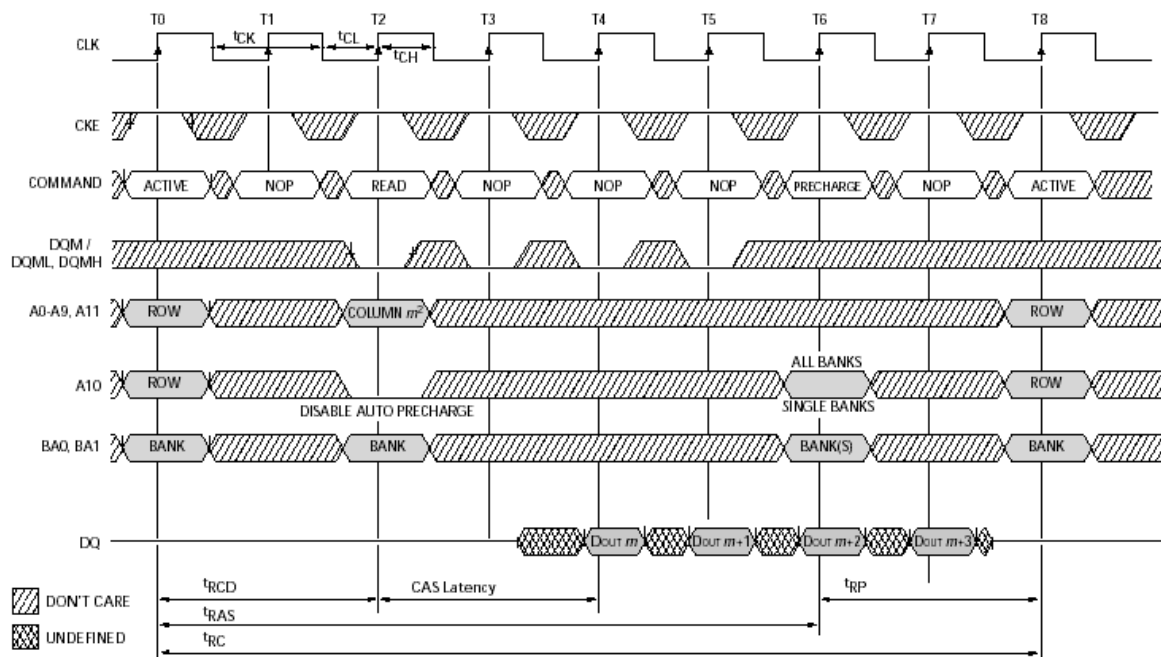 T0 T1 T2 T3 T4 T5 T6 T7 T8
CLK tCK tCL tCH
CKE
COMMAND ACTIVE NOP READ NOP NOP NOP PRECHARGE NOP ACTIVE
DQM /
DQML, DQMH
A0-A9, A11 ROW COLUMN m2 ROW
ALL BANKS
A10 ROW ROW
DISABLE AUTO PRECHARGE SINGLE BANKS
BA0, BA1 BANK BANK BANK(S) BANK
DQ DOUT m DOUT m+1 DOUT m+2 DOUT m+3
DON'T CARE tRCD CAS Latency tRP
tRAS
UNDEFINED
tRC